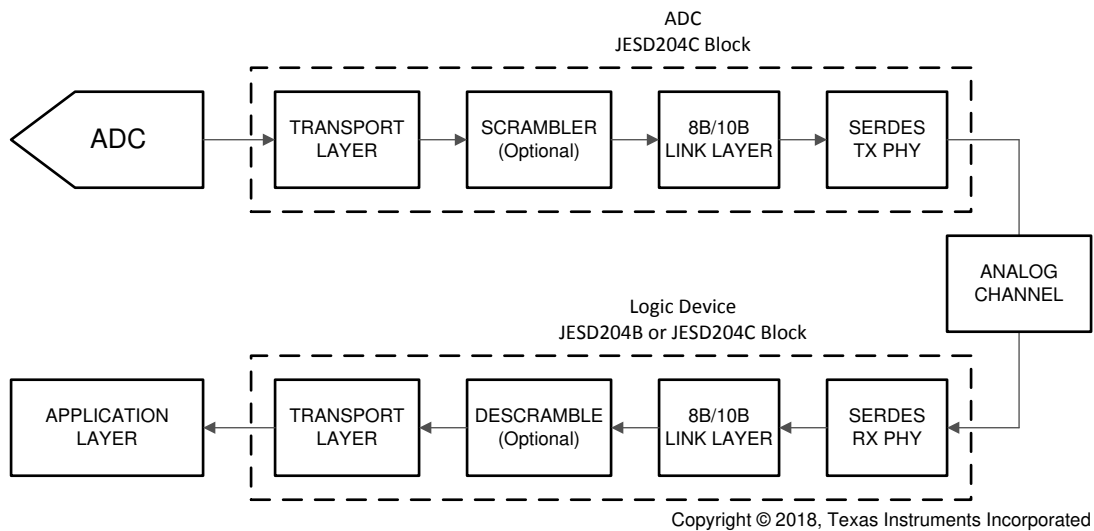 ADC
JESD204C Block
ADC
TRANSPORT
LAYER
SCRAMBLER
(Optional)
8B/10B
LINK LAYER
SERDES
TX PHY
ANALOG
CHANNEL
Logic Device
JESD204B or JESD204C Block
APPLICATION
LAYER
TRANSPORT
LAYER
DESCRAMBLE
(Optional)
8B/10B
LINK LAYER
SERDES
RX PHY
Copyright © 2018, Texas Instruments Incorporated